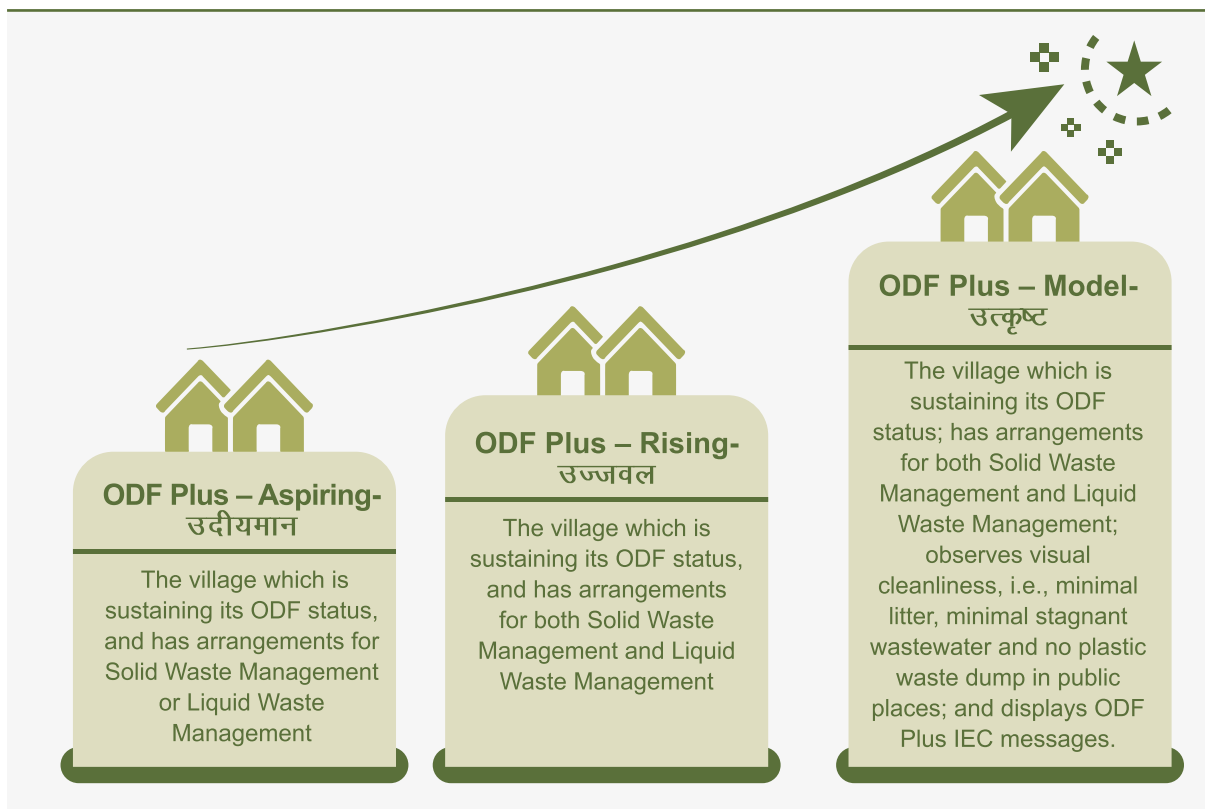 ODF Plus – Aspiring-
उदीयमान
The village which is
sustaining its ODF status,
and has arrangements for
Solid Waste Management
or Liquid Waste
Management
ODF Plus – Rising-
उज्जवल
The village which is
sustaining its ODF status,
and has arrangements
for both Solid Waste
Management and Liquid
Waste Management
ODF Plus – Model-
उत्कृष्ट
The village which is
sustaining its ODF
status; has arrangements
for both Solid Waste
Management and Liquid
Waste Management;
observes visual
cleanliness, i.e., minimal
litter, minimal stagnant
wastewater and no plastic
waste dump in public
places; and displays ODF
Plus IEC messages.